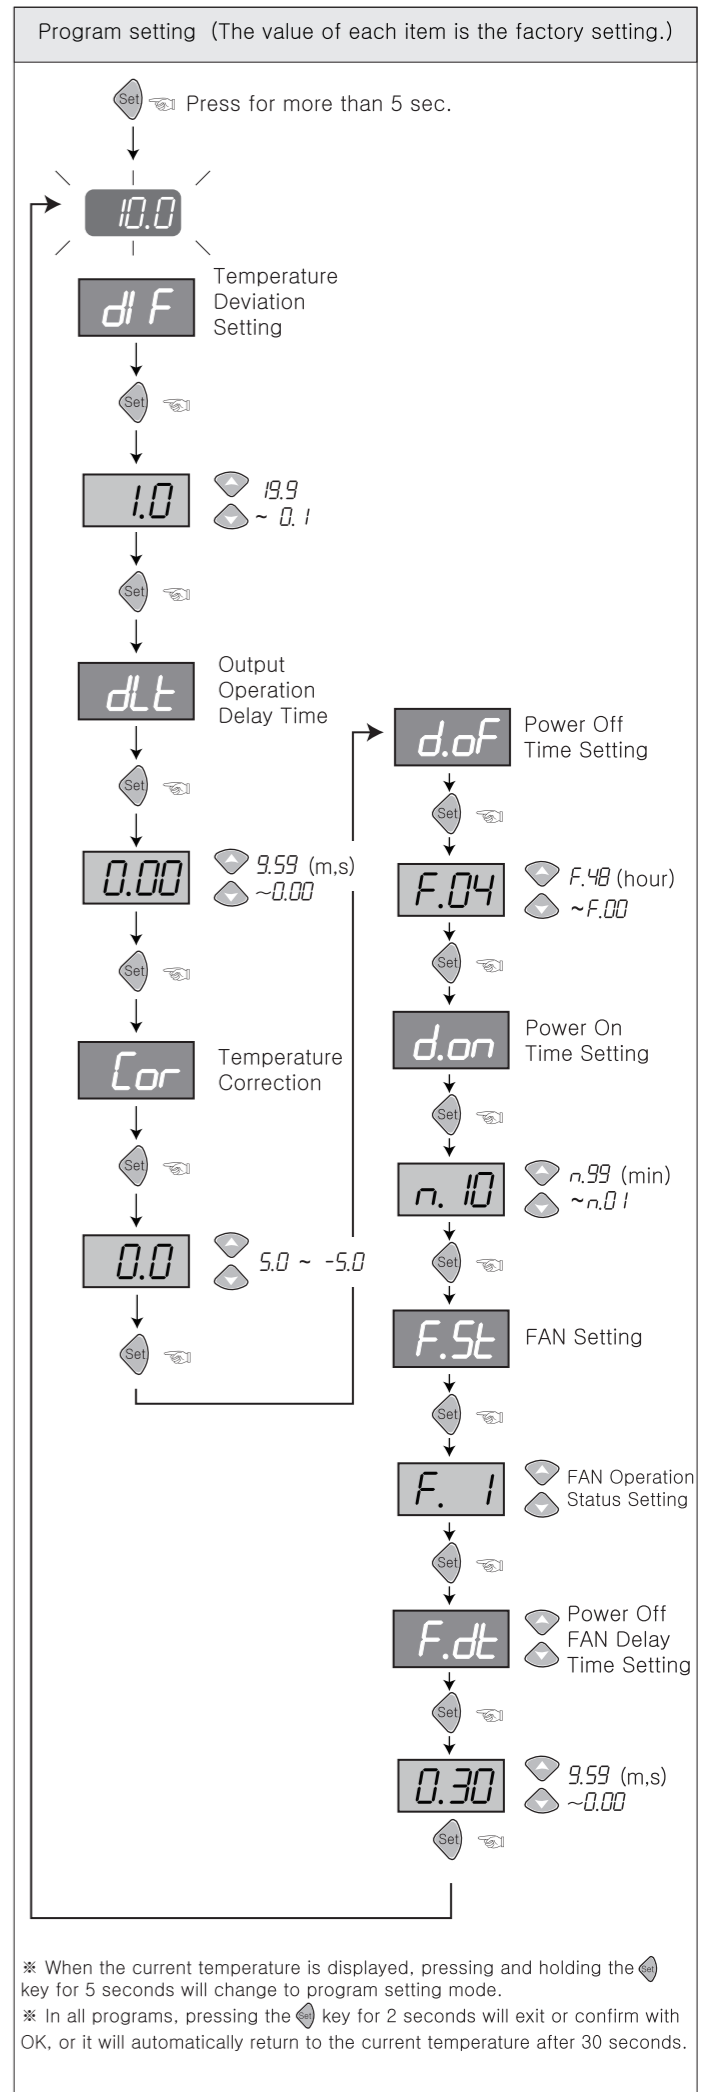 Program setting (The value of each item is the factory setting.)
Set Press for more than 5 sec.
10.0
dIF
Temperature
Deviation
Setting
Set
1.0
19.9
~ 0.1
Set
dLt
Output
Operation
Delay Time
Set
0.00
9.59 (m,s)
~0.00
Set
Cor
Temperature
Correction
Set
0.0
5.0 ~ -5.0
Set
d.oF
Power Off
Time Setting
Set
F.04
F.48 (hour)
~F.00
Set
d.on
Power On
Time Setting
Set
n. 10
n.99 (min)
~n.01
Set
F.St
FAN Setting
Set
F. 1
FAN Operation
Status Setting
Set
F.dt
Power Off
FAN Delay
Time Setting
Set
0.30
9.59 (m,s)
~0.00
Set
※ When the current temperature is displayed, pressing and holding the Set
key for 5 seconds will change to program setting mode.
※ In all programs, pressing the Set key for 2 seconds will exit or confirm with
OK, or it will automatically return to the current temperature after 30 seconds.